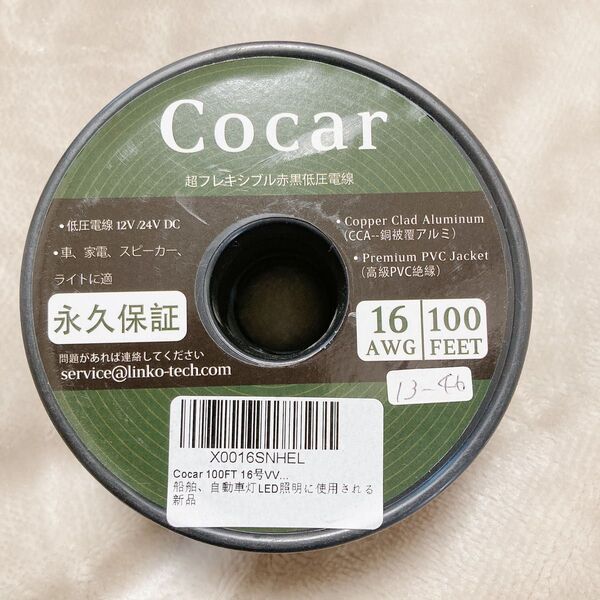 Cocar
超フレキシブル赤黒低圧電線
• 低圧電線 12V /24V DC
• 車、家電、スピーカー、
ライトに適
永久保証
問題があれば連絡してください
service@linko-tech.com
• Copper Clad Aluminum
(CCA--銅被覆アルミ)
• Premium PVC Jacket
(高級PVC絶縁)
16
AWG
100
FEET
13-46
X0016SNHEL
Cocar 100FT 16号VV...
船舶、自動車灯LED照明に使用される
新品